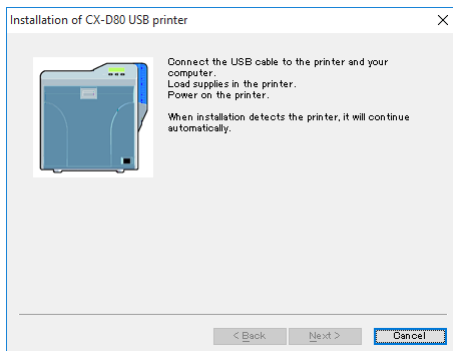 Installation of CX-D80 USB printer
Connect the USB cable to the printer and your
computer.
Load supplies in the printer.
Power on the printer.
When installation detects the printer, it will continue
automatically.
< Back
Next >
Cancel